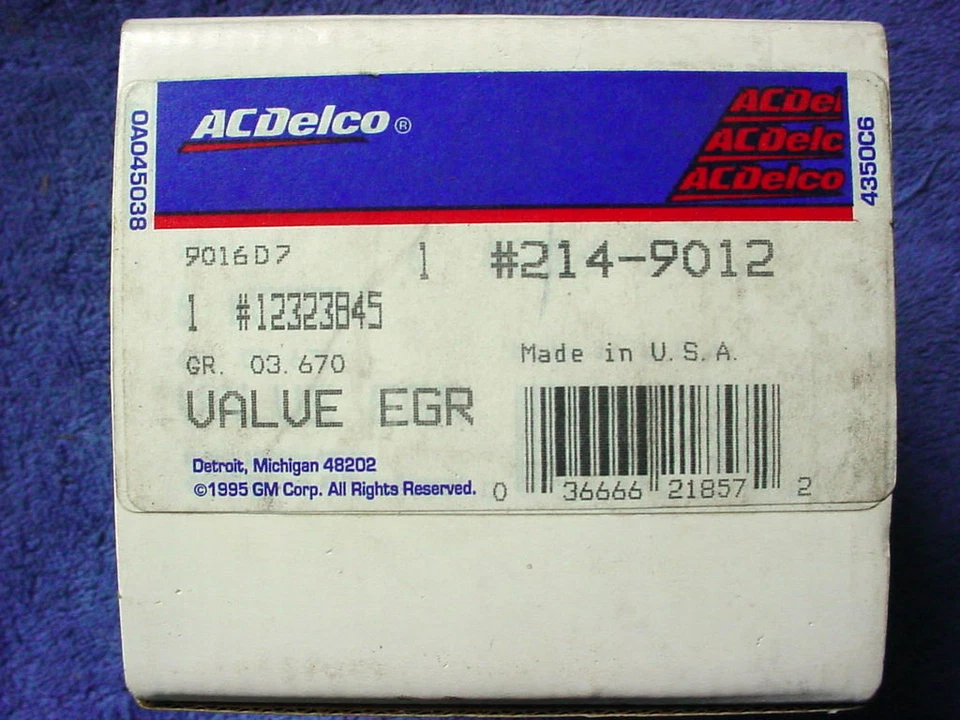 ACDelco®
ACDel
ACDelc
ACDelco
0A045038
4350C6
9016D7 1 #214-9012
1 #12323845
GR. 03.670
Made in U.S.A.
VALVE EGR
Detroit, Michigan 48202
©1995 GM Corp. All Rights Reserved.
0 36666 21857 2